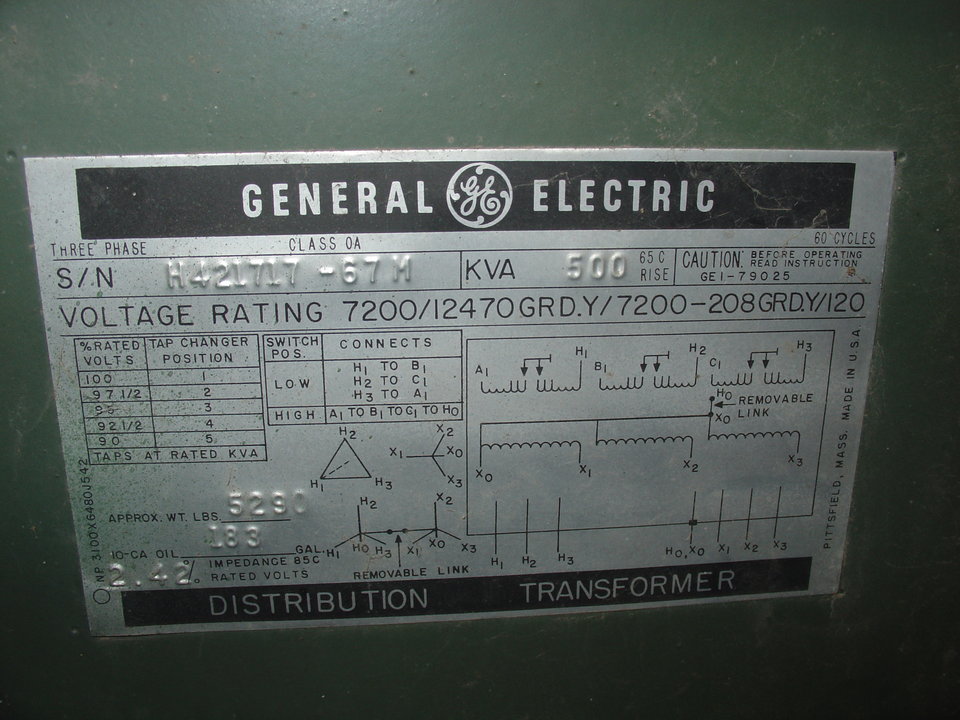 GENERAL GE ELECTRIC
THREE PHASE CLASS OA 60 CYCLES
S/N H421717-67M KVA 500 65 C RISE CAUTION: BEFORE OPERATING READ INSTRUCTION GEI-79025
VOLTAGE RATING 7200/12470GRD.Y/7200-208GRD.Y/120
% RATED VOLTS TAP CHANGER POSITION
100 1
97 1/2 2
95 3
92 1/2 4
90 5
TAPS AT RATED KVA
SWITCH POS. CONNECTS
LOW H1 TO B1
H2 TO C1
H3 TO A1
HIGH A1 TO B1 TO C1 TO H0
A1 H1 B1 H2 C1 H3
H0 REMOVABLE LINK
X0
X0 X1 X2 X3
H2
H1 H3
X2
X1 X0
X3
H2 X2
H1 H0 H3 X1 X0 X3
REMOVABLE LINK
H1 H2 H3 H0,X0 X1 X2 X3
APPROX. WT. LBS. 5290
10-CA OIL 183 GAL.
2.42% IMPEDANCE 85C RATED VOLTS
NP 3100X6480J542
PITTSFIELD, MASS. MADE IN U.S.A
DISTRIBUTION TRANSFORMER